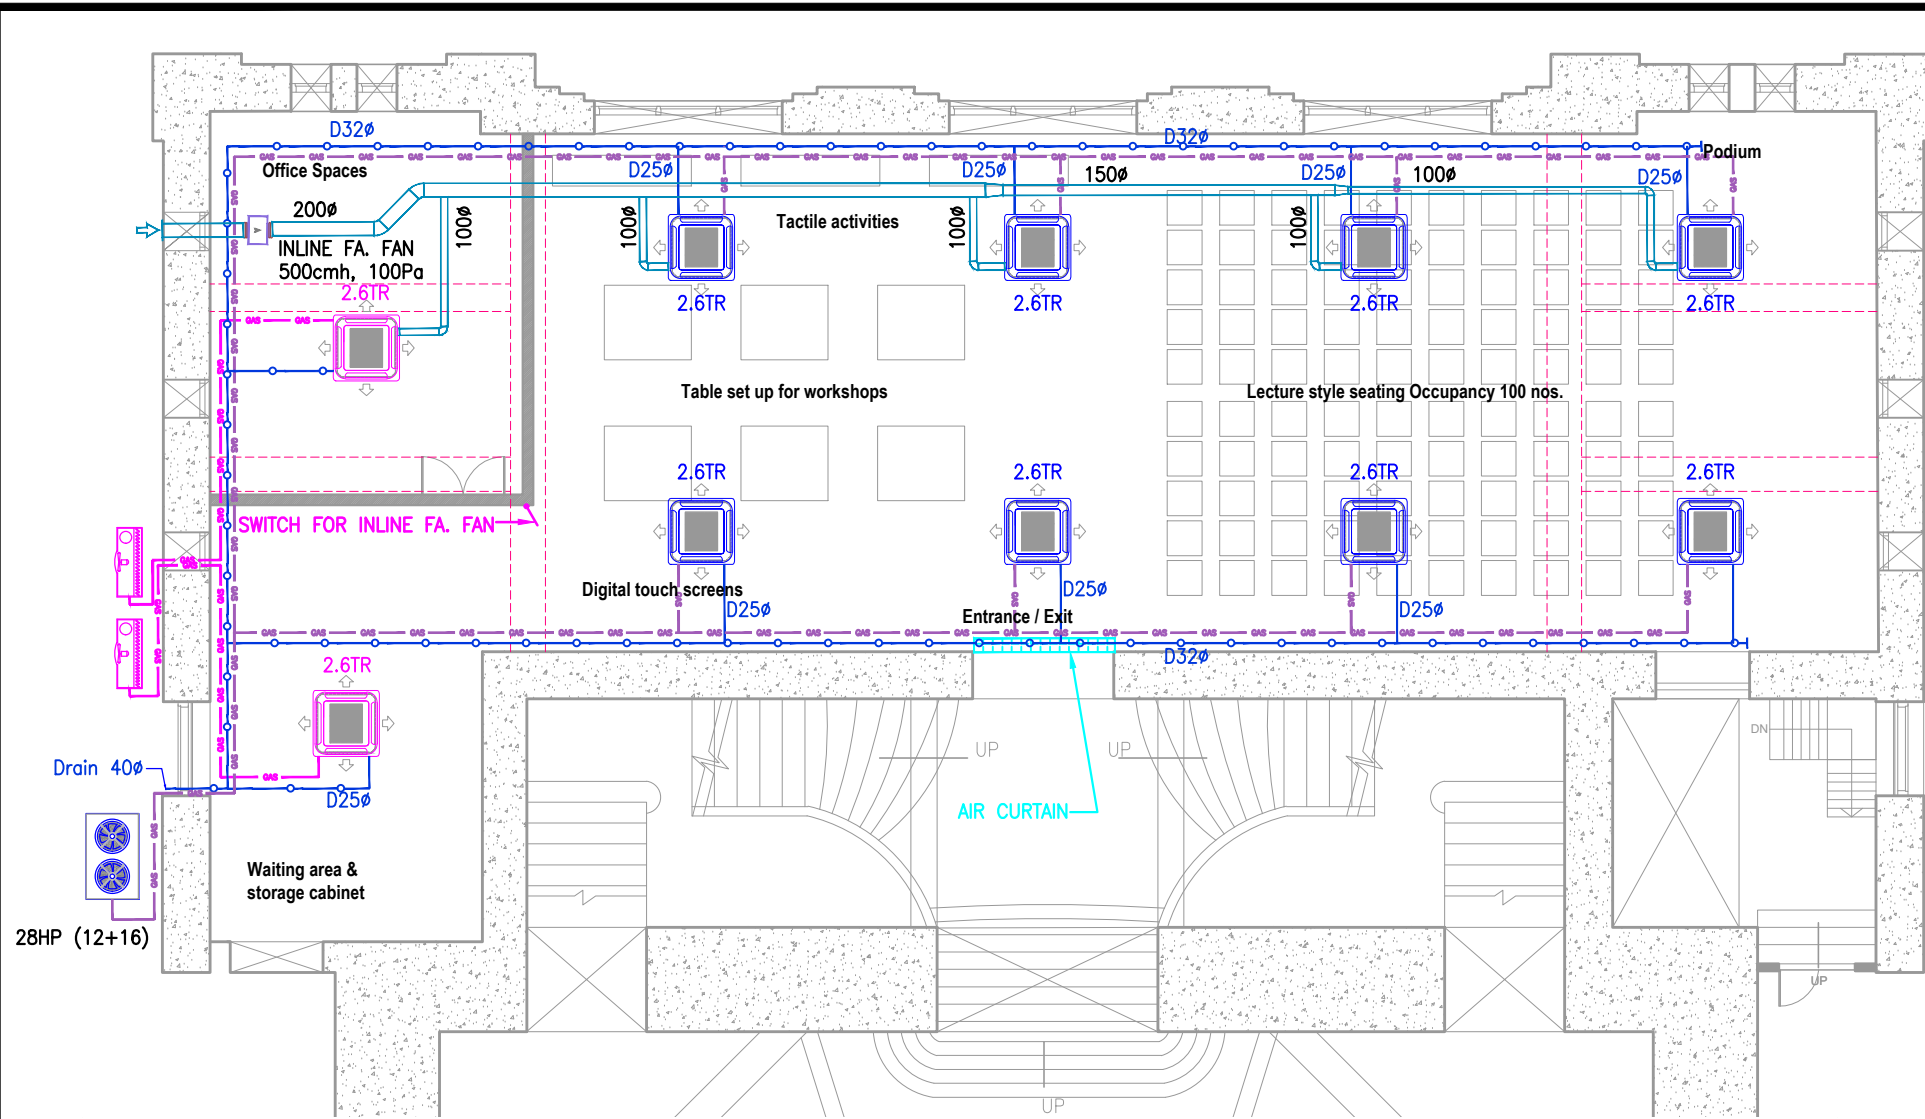 D32ø
D32ø
Office Spaces
D25ø
D25ø
D25ø
D25ø
Podium
150ø
100ø
200ø
100ø
100ø
100ø
100ø
Tactile activities
INLINE FA. FAN
500cmh, 100Pa
2.6TR
2.6TR
2.6TR
2.6TR
2.6TR
GAS GAS
Table set up for workshops
Lecture style seating Occupancy 100 nos.
2.6TR
2.6TR
2.6TR
2.6TR
SWITCH FOR INLINE FA. FAN
Digital touch screens
D25ø
D25ø
D25ø
Entrance / Exit
D32ø
2.6TR
UP
UP
DN
Drain 40ø
GAS
D25ø
AIR CURTAIN
Waiting area &
storage cabinet
28HP (12+16)
UP
UP